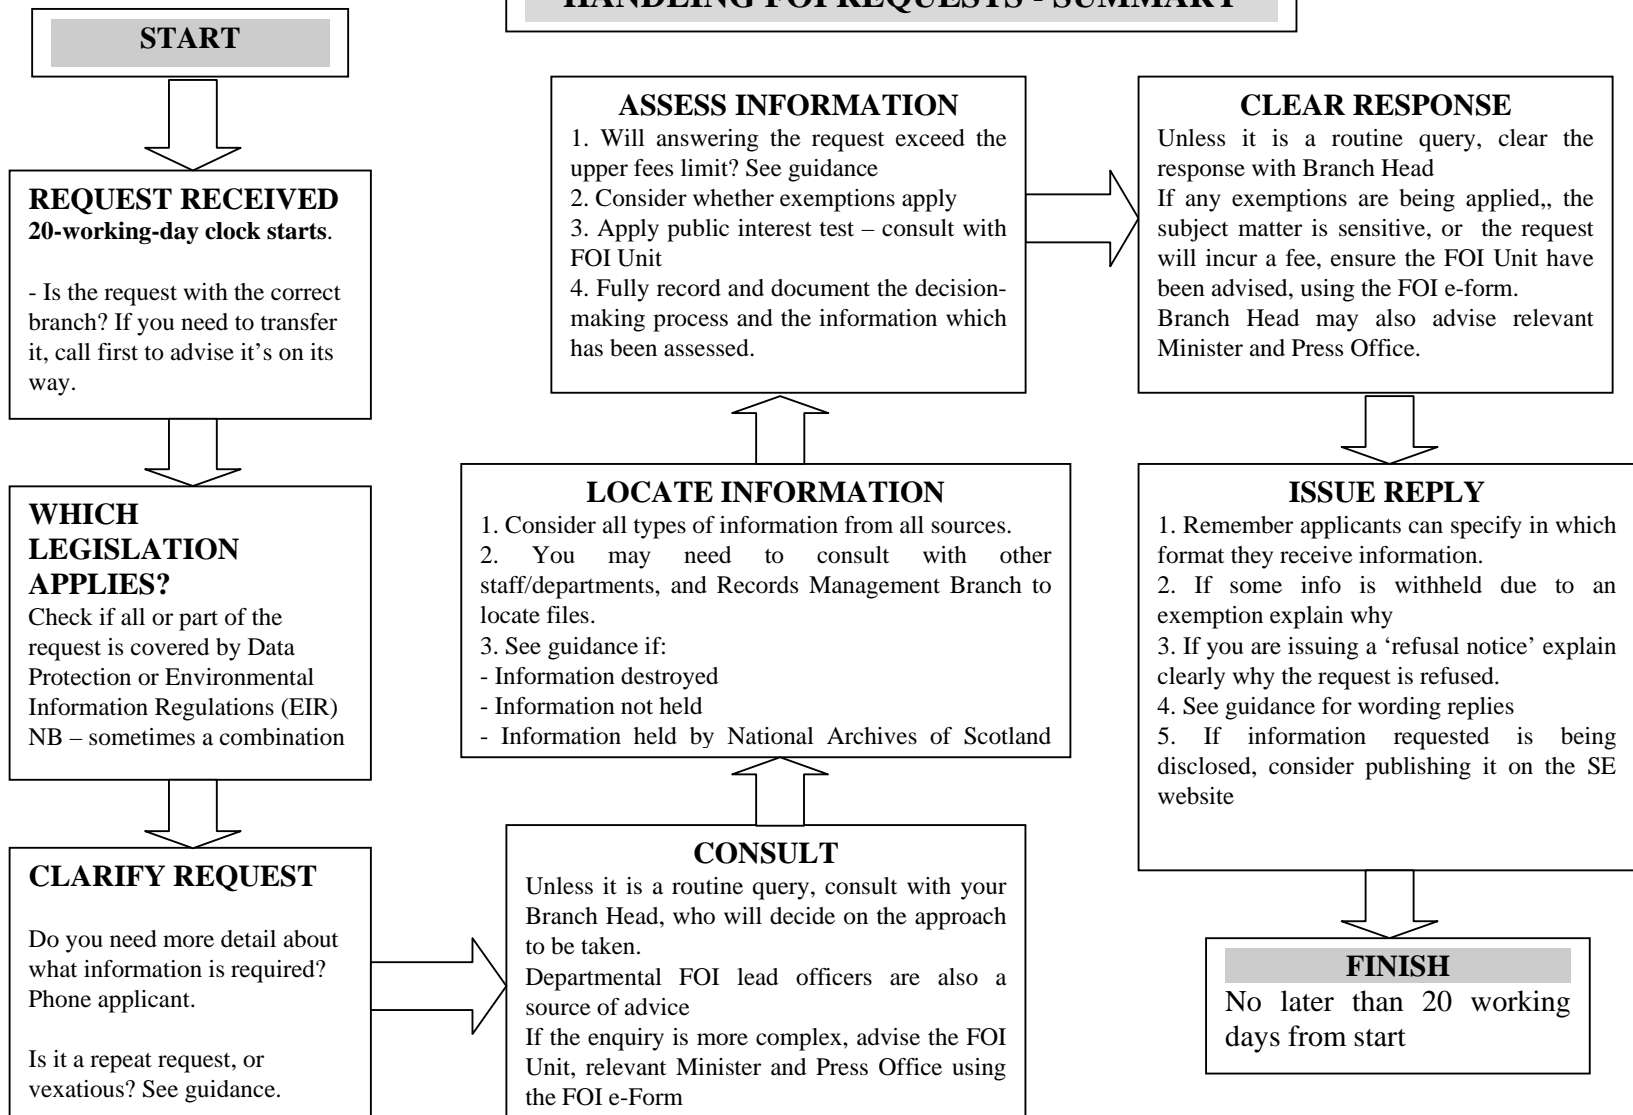 HANDLING FOI REQUESTS - SUMMARY
START
REQUEST RECEIVED
20-working-day clock starts.
- Is the request with the correct
branch? If you need to transfer
it, call first to advise it’s on its
way.
WHICH
LEGISLATION
APPLIES?
Check if all or part of the
request is covered by Data
Protection or Environmental
Information Regulations (EIR)
NB – sometimes a combination
CLARIFY REQUEST
Do you need more detail about
what information is required?
Phone applicant.
Is it a repeat request, or
vexatious? See guidance.
CONSULT
Unless it is a routine query, consult with your
Branch Head, who will decide on the approach
to be taken.
Departmental FOI lead officers are also a
source of advice
If the enquiry is more complex, advise the FOI
Unit, relevant Minister and Press Office using
the FOI e-Form
LOCATE INFORMATION
1. Consider all types of information from all sources.
2. You may need to consult with other
staff/departments, and Records Management Branch to
locate files.
3. See guidance if:
- Information destroyed
- Information not held
- Information held by National Archives of Scotland
ASSESS INFORMATION
1. Will answering the request exceed the
upper fees limit? See guidance
2. Consider whether exemptions apply
3. Apply public interest test – consult with
FOI Unit
4. Fully record and document the decision-
making process and the information which
has been assessed.
CLEAR RESPONSE
Unless it is a routine query, clear the
response with Branch Head
If any exemptions are being applied,, the
subject matter is sensitive, or the request
will incur a fee, ensure the FOI Unit have
been advised, using the FOI e-form.
Branch Head may also advise relevant
Minister and Press Office.
ISSUE REPLY
1. Remember applicants can specify in which
format they receive information.
2. If some info is withheld due to an
exemption explain why
3. If you are issuing a ‘refusal notice’ explain
clearly why the request is refused.
4. See guidance for wording replies
5. If information requested is being
disclosed, consider publishing it on the SE
website
FINISH
No later than 20 working
days from start